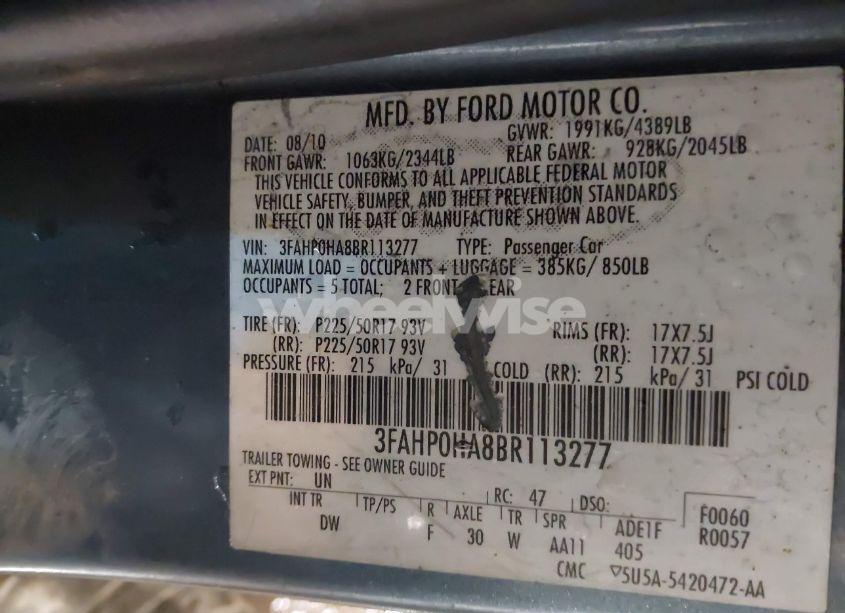 MFD. BY FORD MOTOR CO.
DATE: 08/10 GVWR: 1991KG/4389LB
FRONT GAWR: 1063KG/2344LB REAR GAWR: 928KG/2045LB
THIS VEHICLE CONFORMS TO ALL APPLICABLE FEDERAL MOTOR
VEHICLE SAFETY, BUMPER, AND THEFT PREVENTION STANDARDS
IN EFFECT ON THE DATE OF MANUFACTURE SHOWN ABOVE.
VIN: 3FAHP0HA8BR113277 TYPE: Passenger Car
MAXIMUM LOAD = OCCUPANTS + LUGGAGE = 385KG/ 850LB
OCCUPANTS = 5 TOTAL; 2 FRONT EAR
wheelwise
TIRE (FR): P225/50R17 93V RIMS (FR): 17X7.5J
(RR): P225/50R17 93V (RR): 17X7.5J
PRESSURE (FR): 215 kPa/ 31 COLD (RR): 215 kPa/ 31 PSI COLD
3FAHP0HA8BR113277
TRAILER TOWING - SEE OWNER GUIDE
EXT PNT: UN RC: 47 DSO: F0060
INT TR TP/PS R AXLE TR SPR ADE1F R0057
DW F 30 W AA11 405
CMC ▽5U5A-5420472-AA